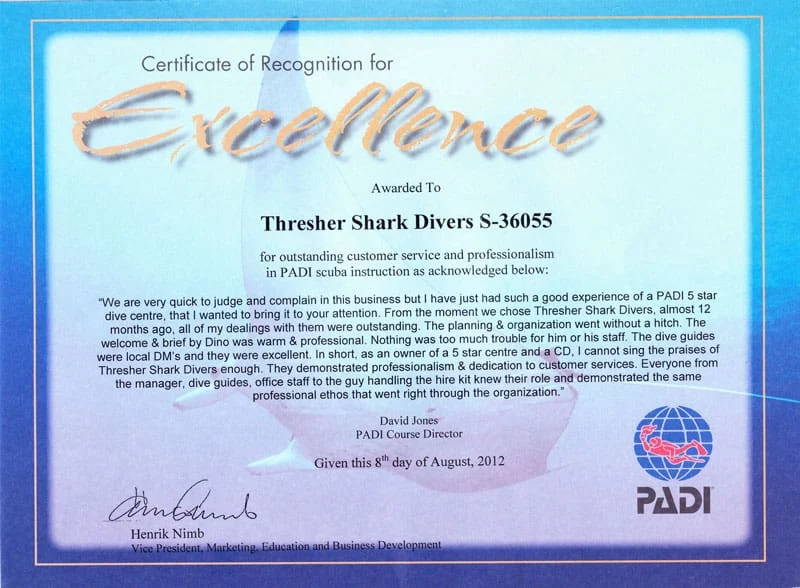 Certificate of Recognition for
Excellence
Awarded To
Thresher Shark Divers S-36055
for outstanding customer service and professionalism
in PADI scuba instruction as acknowledged below:
“We are very quick to judge and complain in this business but I have just had such a good experience of a PADI 5 star
dive centre, that I wanted to bring it to your attention. From the moment we chose Thresher Shark Divers, almost 12
months ago, all of my dealings with them were outstanding. The planning & organization went without a hitch. The
welcome & brief by Dino was warm & professional. Nothing was too much trouble for him or his staff. The dive guides
were local DM’s and they were excellent. In short, as an owner of a 5 star centre and a CD, I cannot sing the praises of
Thresher Shark Divers enough. They demonstrated professionalism & dedication to customer services. Everyone from
the manager, dive guides, office staff to the guy handling the hire kit knew their role and demonstrated the same
professional ethos that went right through the organization.”
David Jones
PADI Course Director
Given this 8th day of August, 2012
PADI
Henrik Nimb
Vice President, Marketing, Education and Business Development